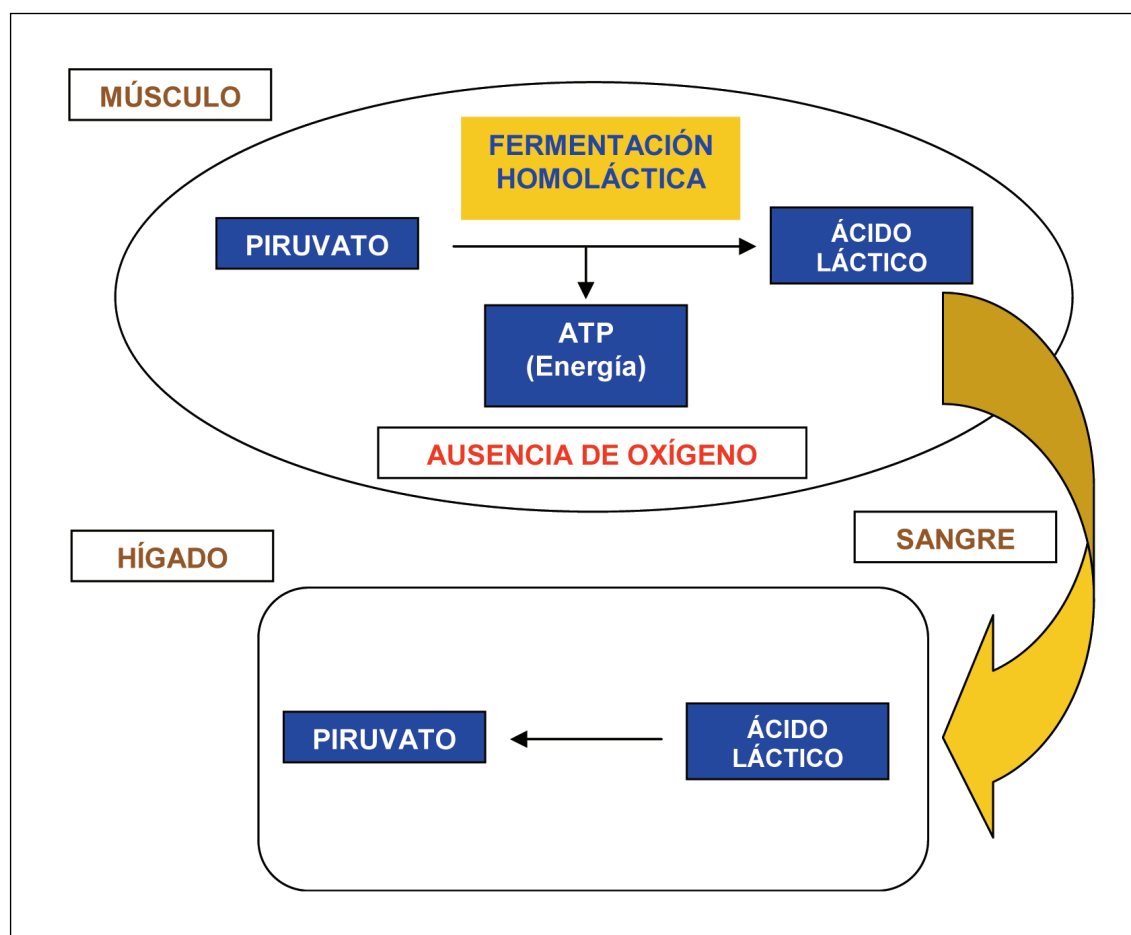 MÚSCULO
FERMENTACIÓN
HOMOLÁCTICA
PIRUVATO
ÁCIDO
LÁCTICO
ATP
(Energía)
AUSENCIA DE OXÍGENO
SANGRE
HÍGADO
PIRUVATO
ÁCIDO
LÁCTICO